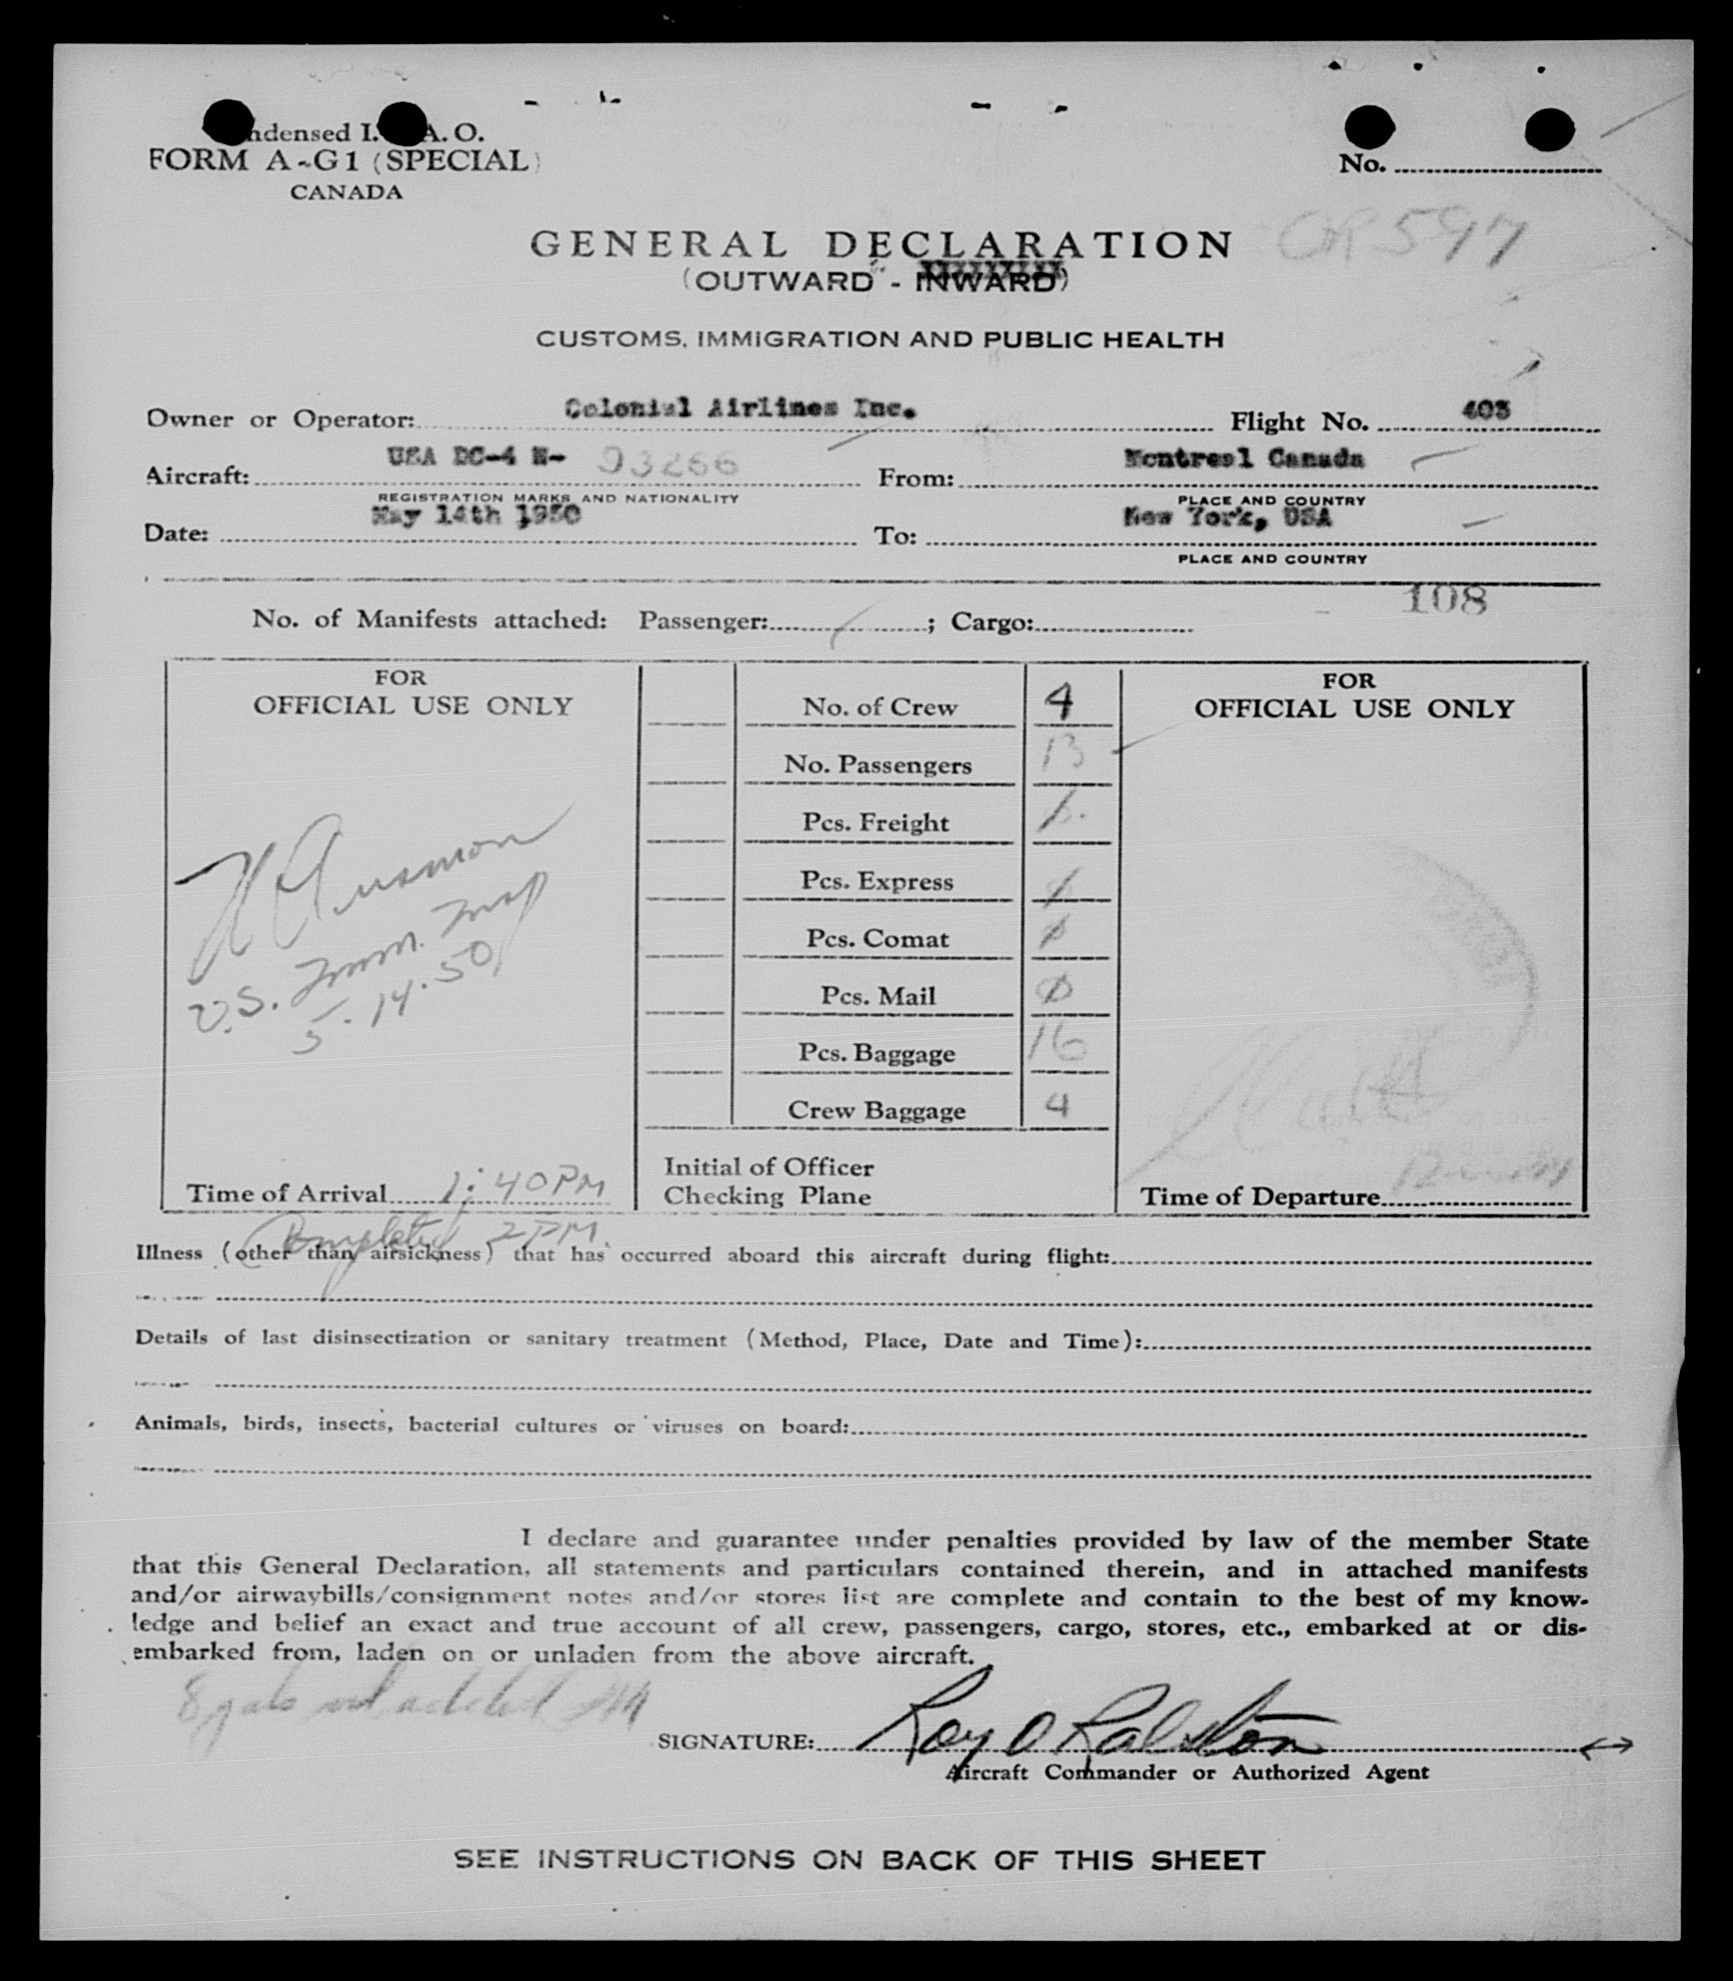 ndensed I. A. O.
FORM A-G1 (SPECIAL)
CANADA
No.
GENERAL DECLARATION
597
(OUTWARD - INWARD)
CUSTOMS, IMMIGRATION AND PUBLIC HEALTH
Owner or Operator: Colonial Airlines Inc. Flight No. 403
Aircraft: USA DC-4 N- 93266 From: Montreal Canada
REGISTRATION MARKS AND NATIONALITY PLACE AND COUNTRY
Date: May 14th 1950 To: New York, USA
PLACE AND COUNTRY
108
No. of Manifests attached: Passenger: ; Cargo:
FOR
OFFICIAL USE ONLY
U.S. Imm. Insp
5.14.50
Time of Arrival 1:40 PM
Completed 2 PM.
No. of Crew 4
No. Passengers 13
Pcs. Freight
Pcs. Express
Pcs. Comat
Pcs. Mail
Pcs. Baggage 16
Crew Baggage 4
Initial of Officer
Checking Plane
FOR
OFFICIAL USE ONLY
Time of Departure
Illness (other than airsickness) that has occurred aboard this aircraft during flight:
Details of last disinsectization or sanitary treatment (Method, Place, Date and Time):
Animals, birds, insects, bacterial cultures or viruses on board:
I declare and guarantee under penalties provided by law of the member State
that this General Declaration, all statements and particulars contained therein, and in attached manifests
and/or airwaybills/consignment notes and/or stores list are complete and contain to the best of my know-
ledge and belief an exact and true account of all crew, passengers, cargo, stores, etc., embarked at or dis-
embarked from, laden on or unladen from the above aircraft.
8 gals
SIGNATURE: Roy O Ralston
Aircraft Commander or Authorized Agent
SEE INSTRUCTIONS ON BACK OF THIS SHEET